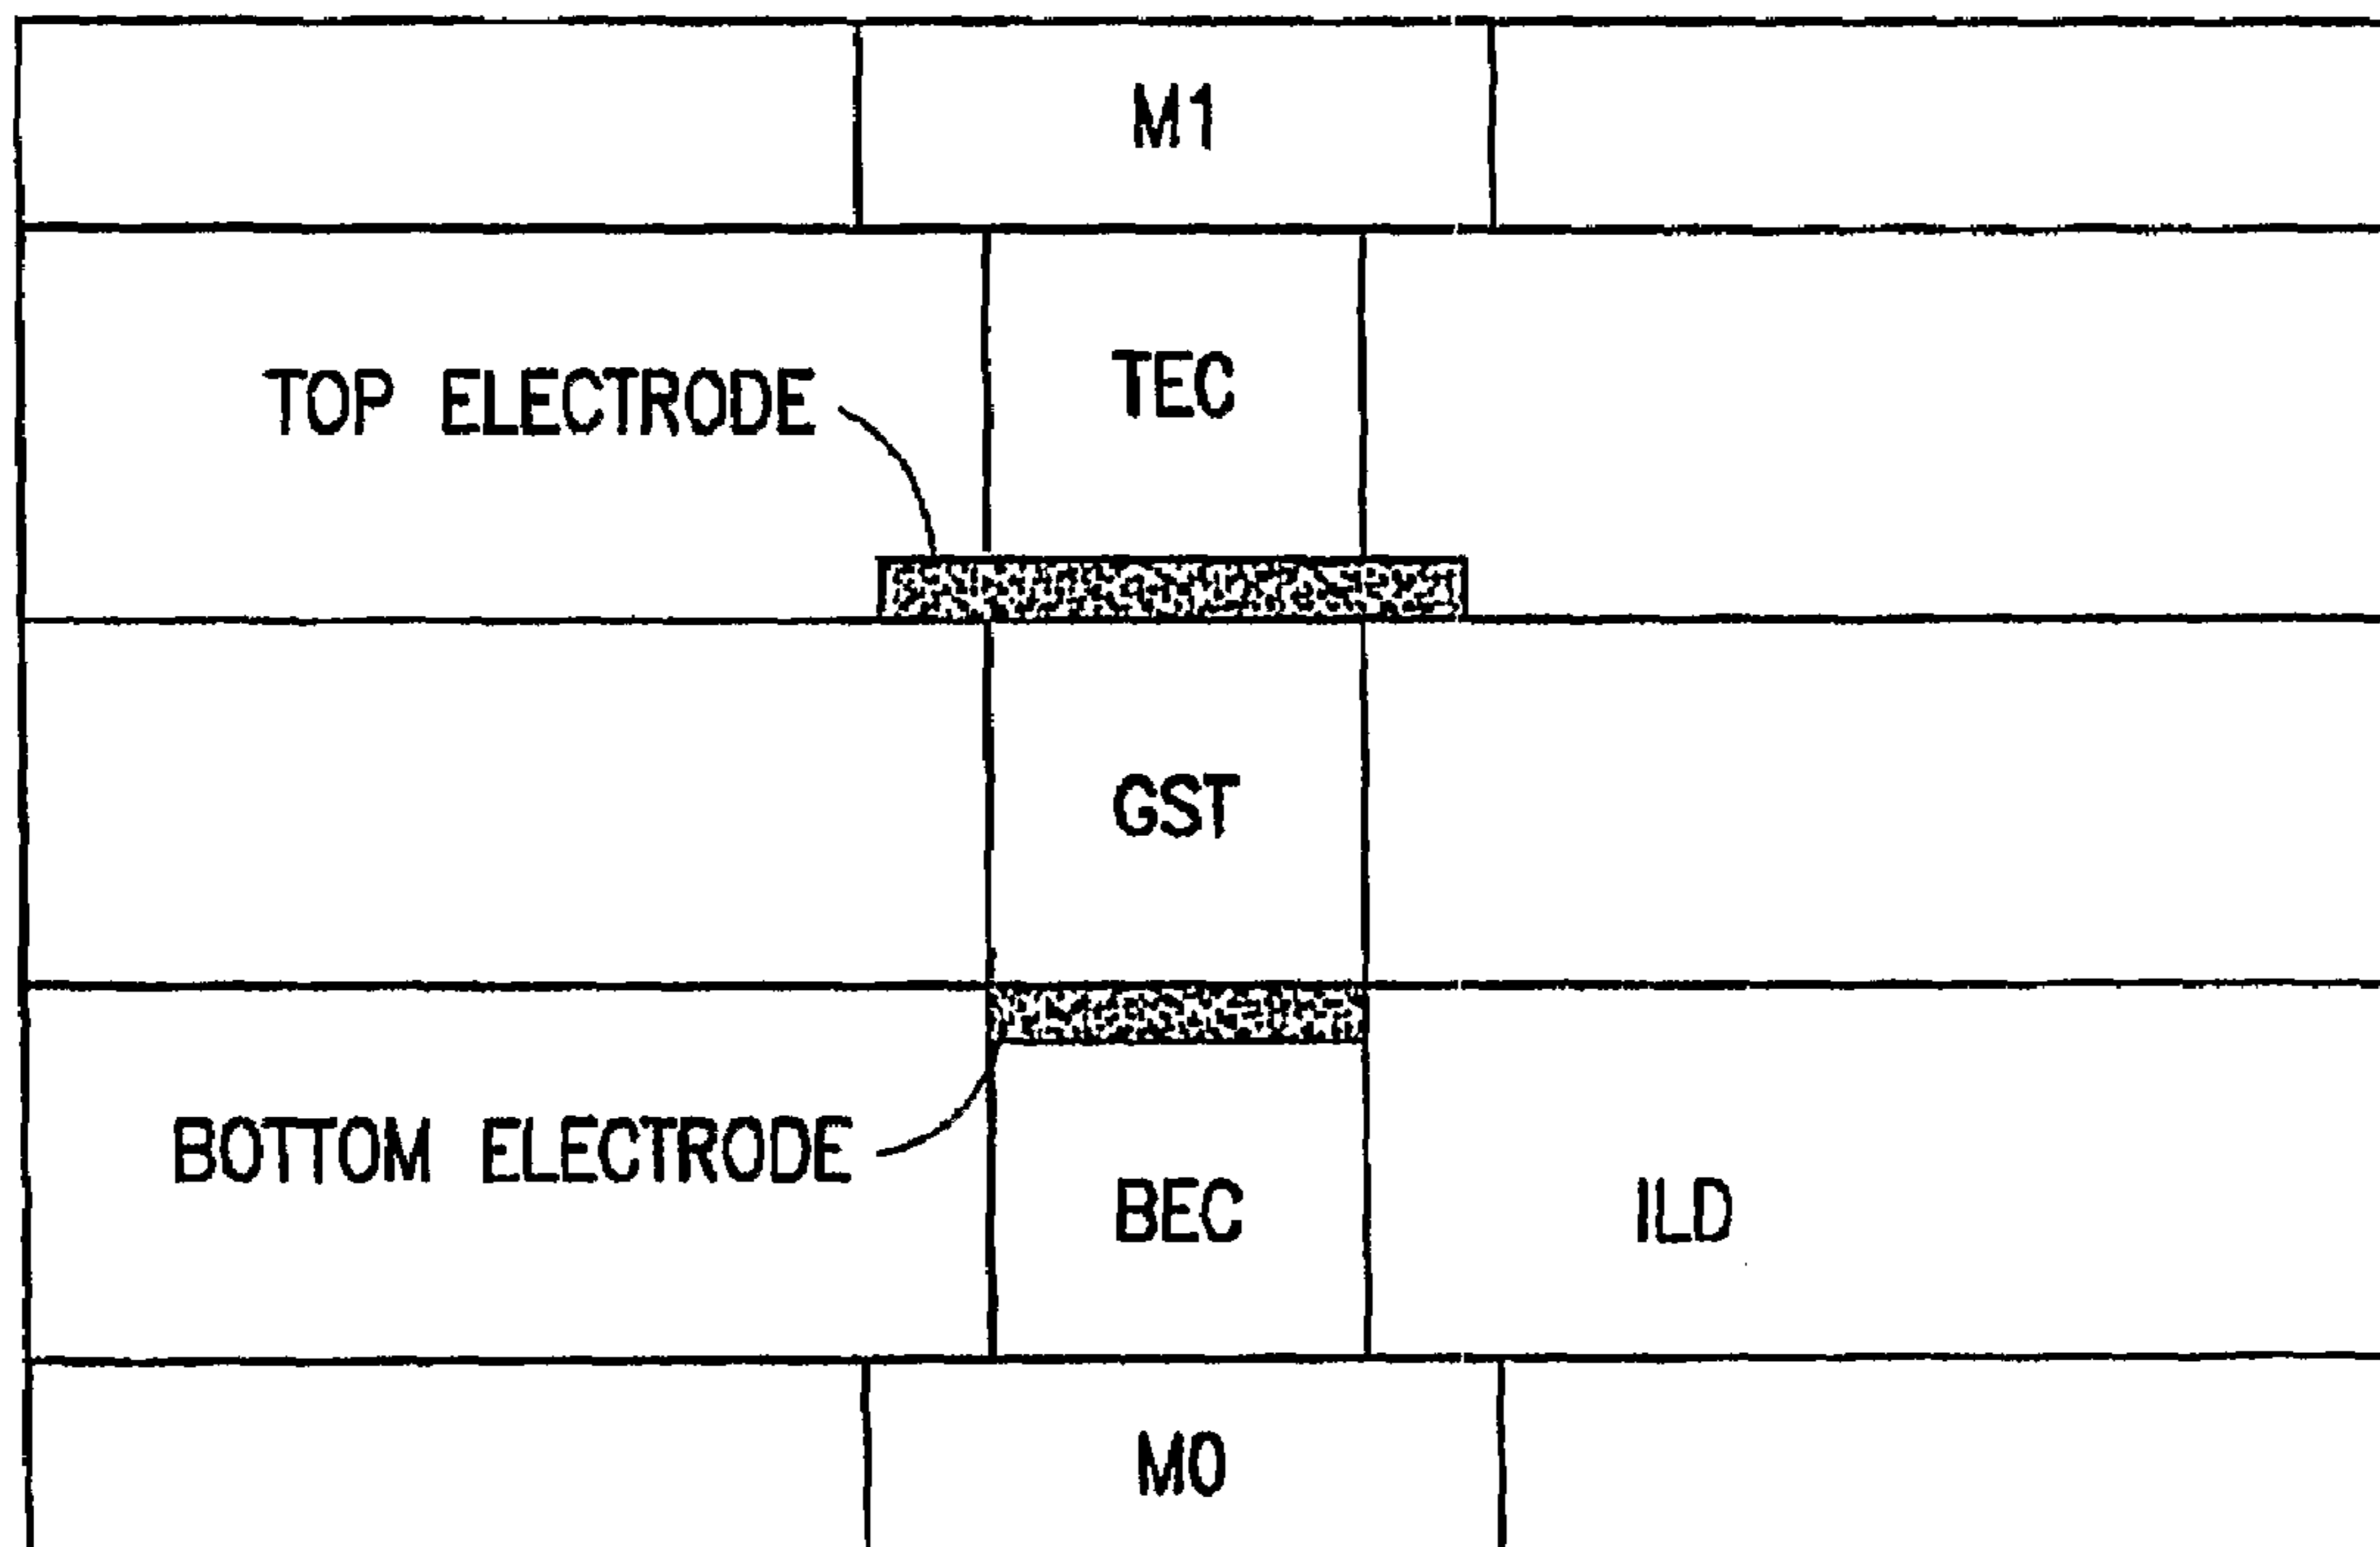 M1
TOP ELECTRODE
TEC
GST
BOTTOM ELECTRODE
BEC
ILD
M0